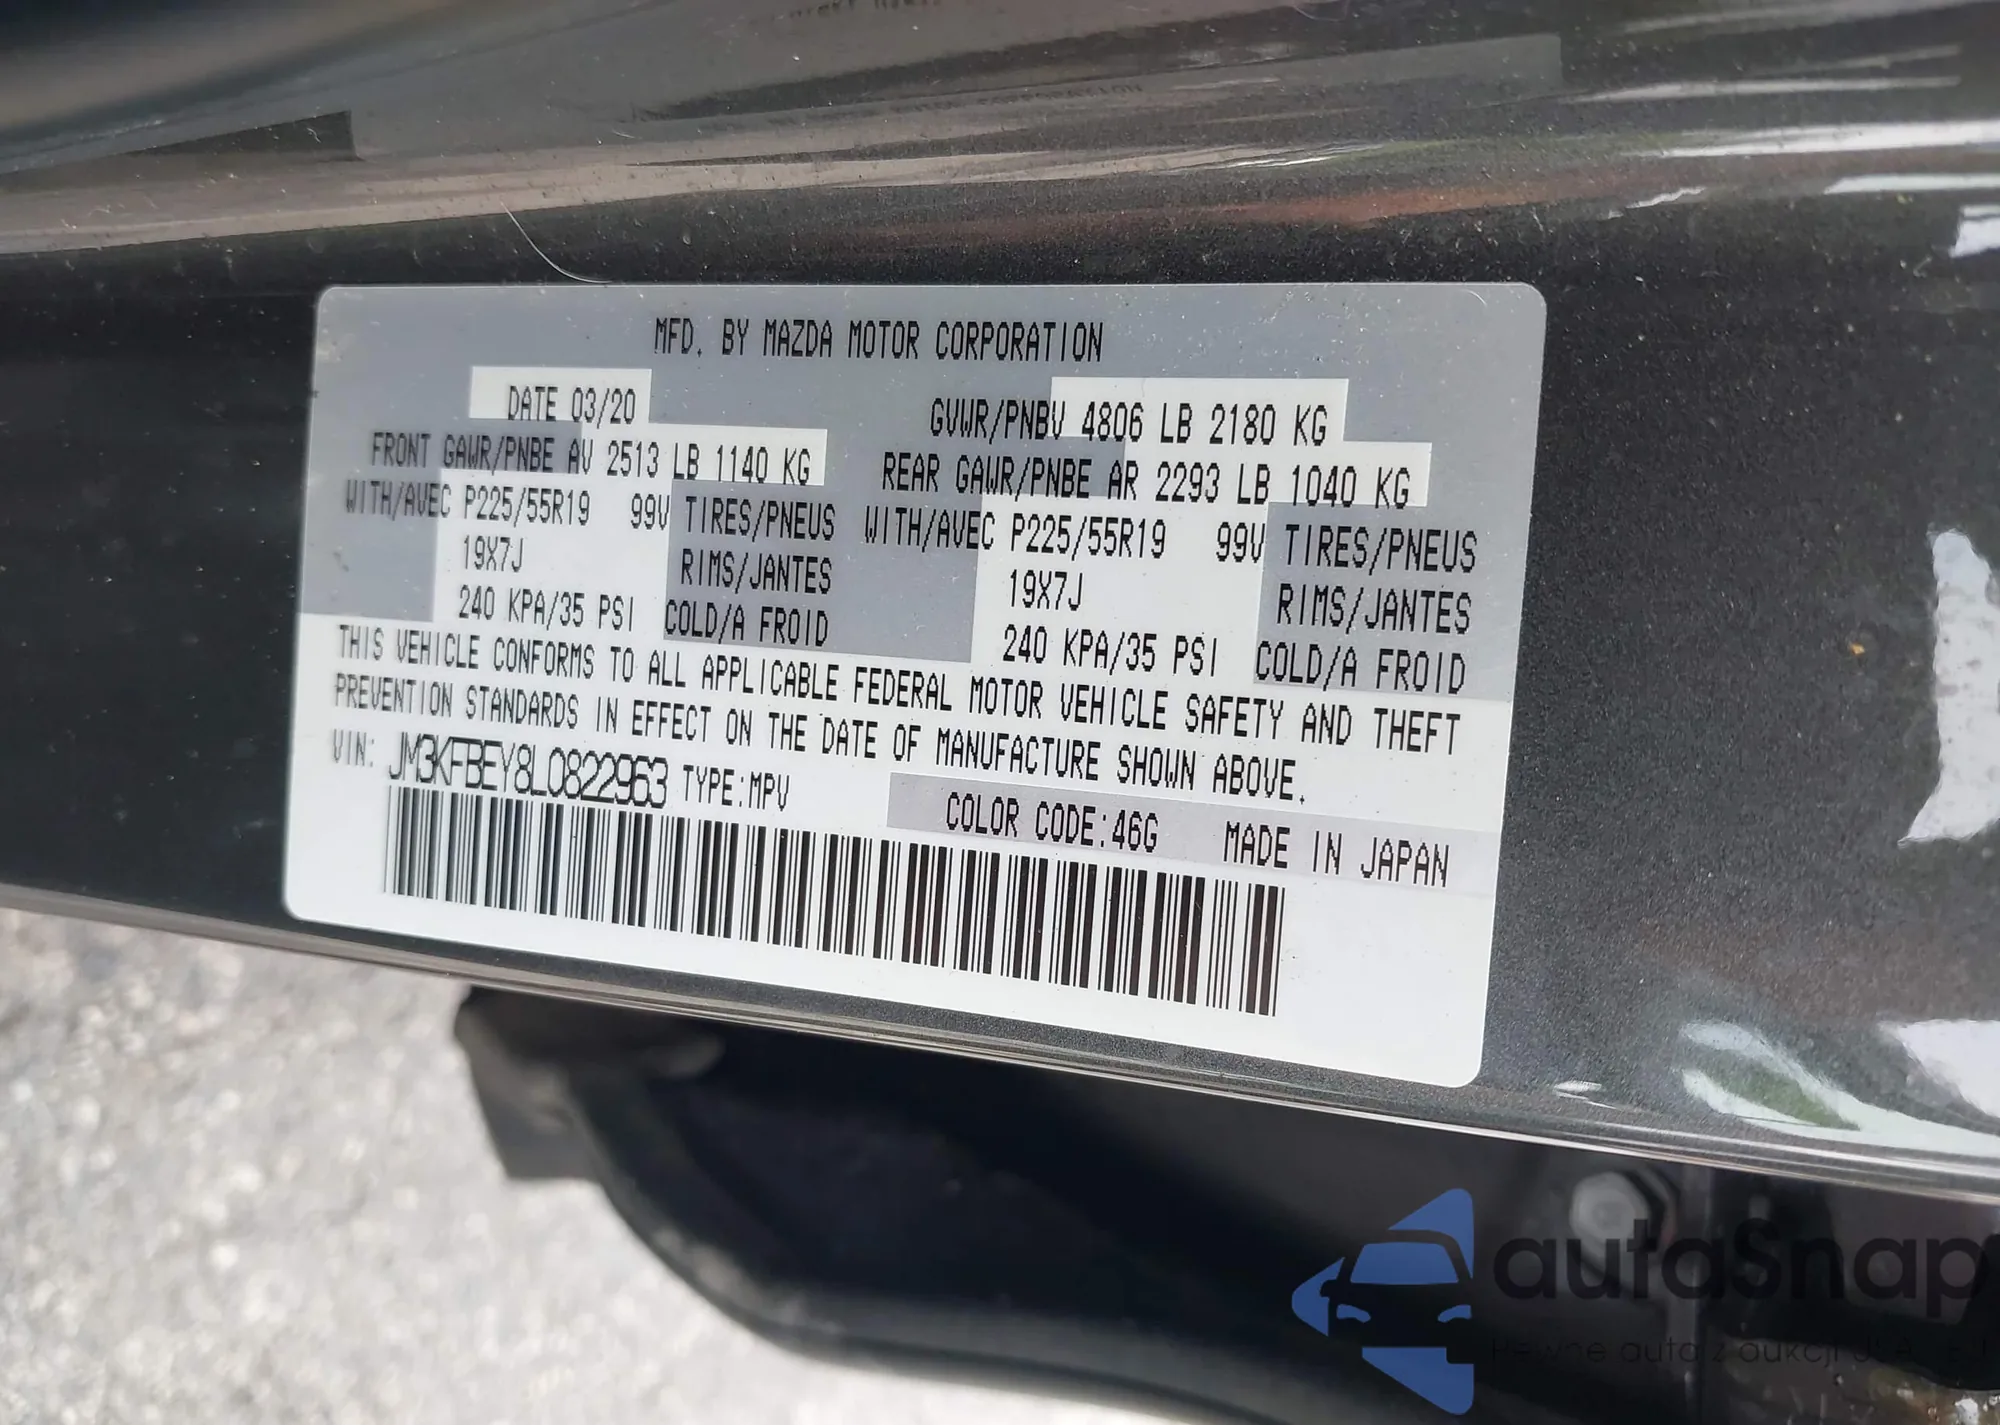 MFD. BY MAZDA MOTOR CORPORATION
DATE 03/20 GVWR/PNBV 4806 LB 2180 KG
FRONT GAWR/PNBE AV 2513 LB 1140 KG REAR GAWR/PNBE AR 2293 LB 1040 KG
WITH/AVEC P225/55R19 99V TIRES/PNEUS WITH/AVEC P225/55R19 99V TIRES/PNEUS
19X7J RIMS/JANTES 19X7J RIMS/JANTES
240 KPA/35 PSI COLD/A FROID 240 KPA/35 PSI COLD/A FROID
THIS VEHICLE CONFORMS TO ALL APPLICABLE FEDERAL MOTOR VEHICLE SAFETY AND THEFT
PREVENTION STANDARDS IN EFFECT ON THE DATE OF MANUFACTURE SHOWN ABOVE.
VIN: JM3KFBEY8L0822963 TYPE:MPV
COLOR CODE:46G MADE IN JAPAN
autaSnap
auta z aukcji